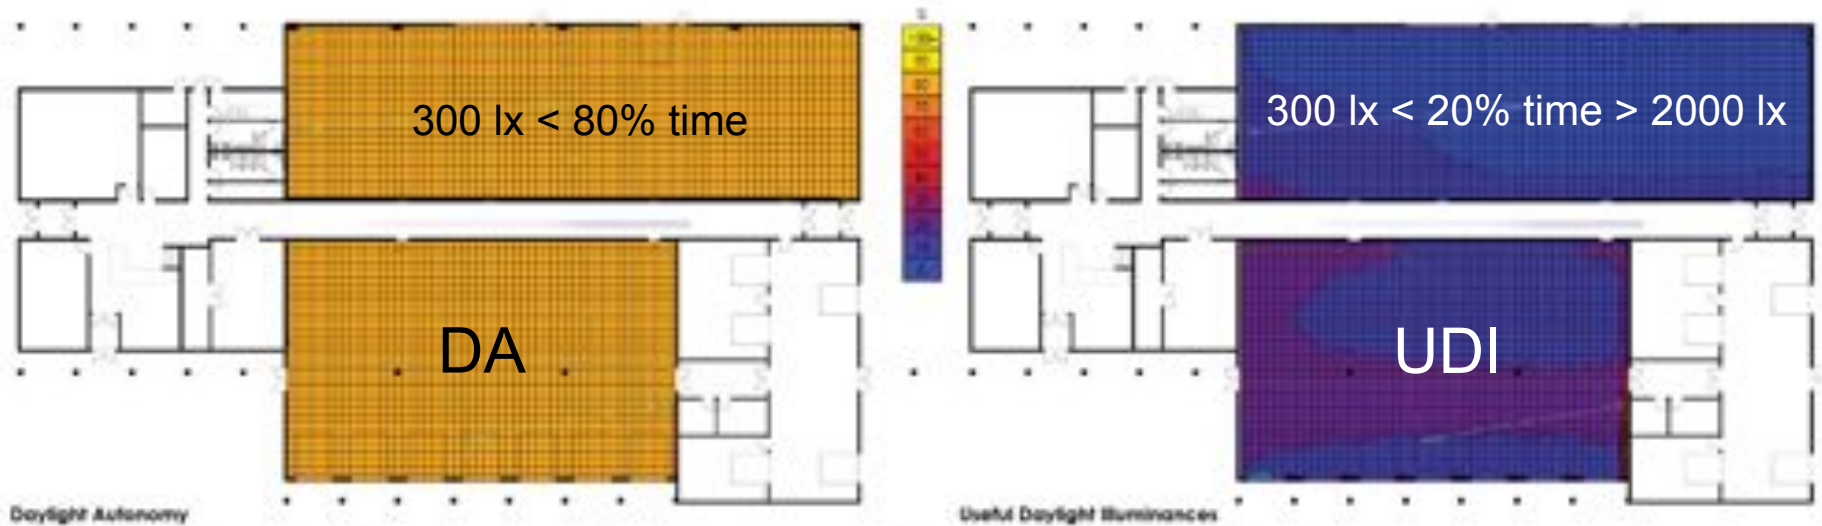 300 lx < 80% time
300 lx < 20% time > 2000 lx
DA
UDI
Daylight Autonomy
Useful Daylight Illuminances